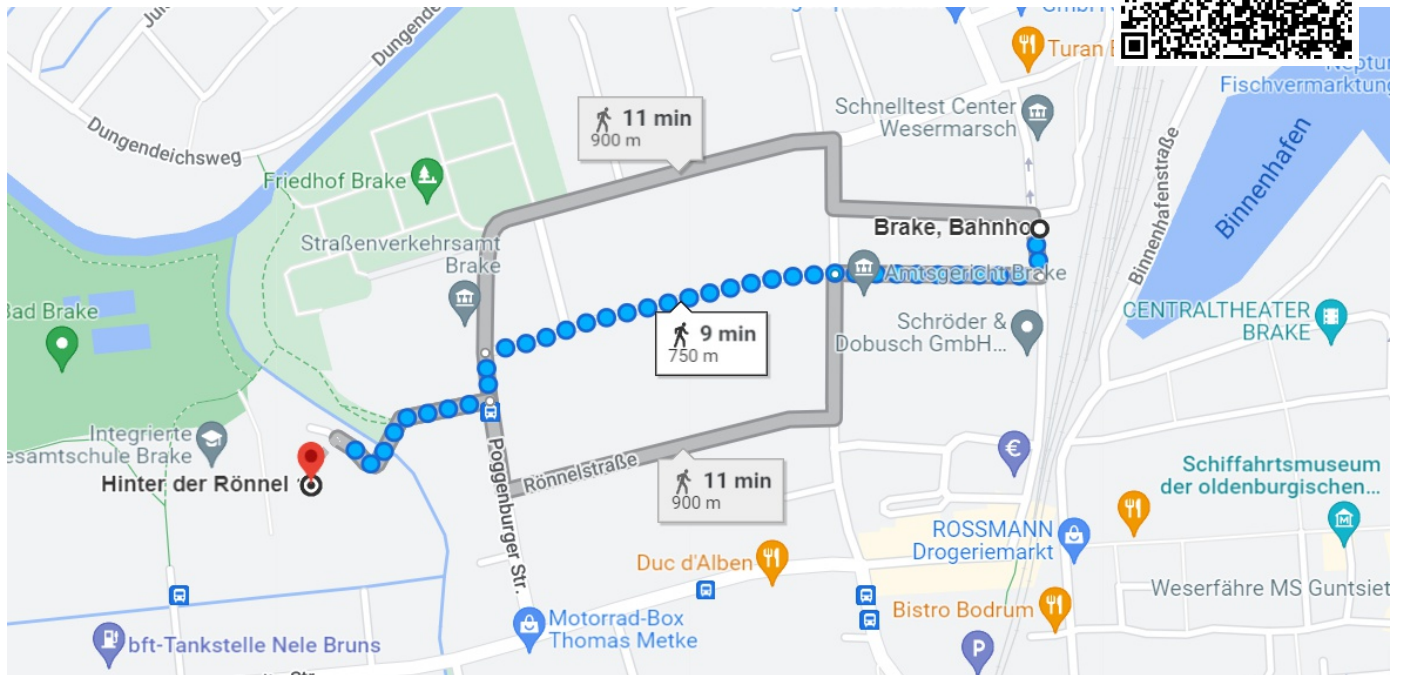 Dungendeichsweg
Turan
Neptun
Fischvermarktung
Schnelltest Center
Wesermarsch
11 min
900 m
Friedhof Brake
Binnenhafenstraße
Binnenhafen
Brake, Bahnho
Straßenverkehrsamt
Brake
Amtsgericht Brake
Bad Brake
CENTRALTHEATER
BRAKE
Schröder &
Dobusch GmbH...
9 min
750 m
Integrierte
esamtschule Brake
Hinter der Rönnel
Poggenburger Str.
Rönnelstraße
11 min
900 m
€
Schiffahrtsmuseum
der oldenburgischen...
ROSSMANN
Drogeriemarkt
Duc d'Alben
Weserfähre MS Guntsiet
Bistro Bodrum
Motorrad-Box
Thomas Metke
bft-Tankstelle Nele Bruns
P